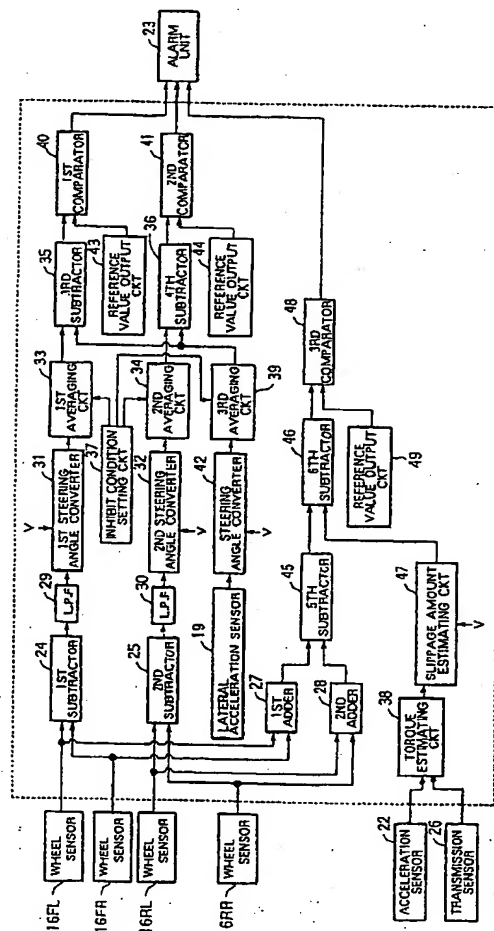 16FL
WHEEL
SENSOR
16FR
WHEEL
SENSOR
16RL
WHEEL
SENSOR
6RR
WHEEL
SENSOR
22
ACCELERATION
SENSOR
26
TRANSMISSION
SENSOR
24
1ST
SUBTRACTOR
25
2ND
SUBTRACTOR
19
LATERAL
ACCELERATION SENSOR
27
1ST
ADDER
28
2ND
ADDER
38
TORQUE
ESTIMATING
CKT
29
L.P.F
30
L.P.F
31
1ST STEERING
ANGLE CONVERTER
V
37
INHIBIT CONDITION
SETTING CKT
32
2ND STEERING
ANGLE CONVERTER
V
42
STEERING
ANGLE CONVERTER
V
45
5TH
SUBTRACTOR
47
SLIPPAGE AMOUNT
ESTIMATING CKT
V
33
1ST
AVERAGING
CKT
34
2ND
AVERAGING
CKT
39
3RD
AVERAGING
CKT
46
6TH
SUBTRACTOR
49
REFERENCE
VALUE OUTPUT
CKT
35
3RD
SUBTRACTOR
43
REFERENCE
VALUE OUTPUT
CKT
36
4TH
SUBTRACTOR
44
REFERENCE
VALUE OUTPUT
CKT
48
3RD
COMPARATOR
40
1ST
COMPARATOR
41
2ND
COMPARATOR
23
ALARM
UNIT